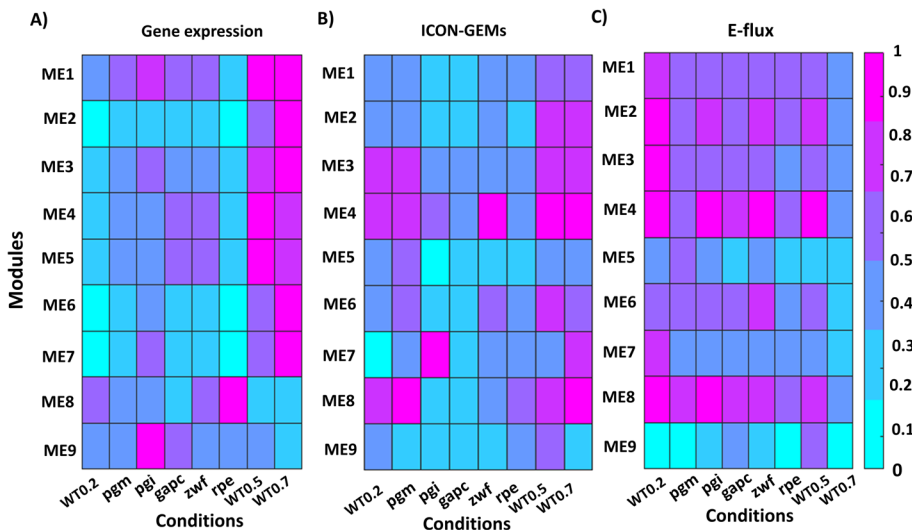 A)
Gene expression
B)
ICON-GEMs
C)
E-flux
Modules
ME1
ME2
ME3
ME4
ME5
ME6
ME7
ME8
ME9
WT0.2 pgm pgi gapc zwf rpe WT0.5 WT0.7
Conditions
ME1
ME2
ME3
ME4
ME5
ME6
ME7
ME8
ME9
WT0.2 pgm pgi gapc zwf rpe WT0.5 WT0.7
Conditions
ME1
ME2
ME3
ME4
ME5
ME6
ME7
ME8
ME9
WT0.2 pgm pgi gapc zwf rpe WT0.5 WT0.7
Conditions
1
0.9
0.8
0.7
0.6
0.5
0.4
0.3
0.2
0.1
0